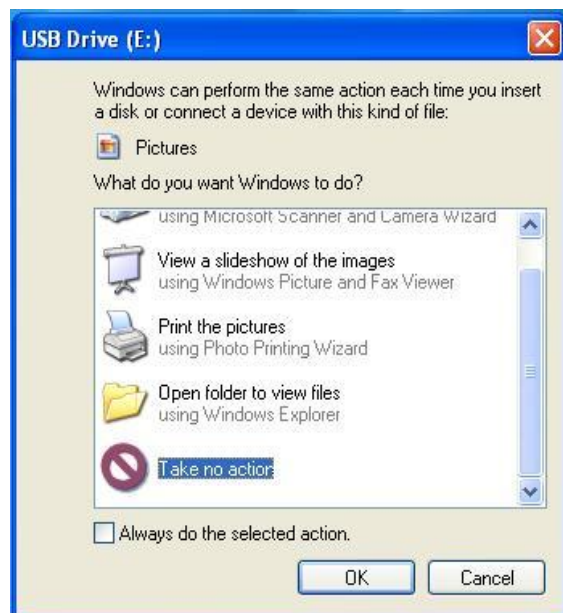 USB Drive (E:)
Windows can perform the same action each time you insert
a disk or connect a device with this kind of file:
Pictures
What do you want Windows to do?
using Microsoft Scanner and Camera Wizard
View a slideshow of the images
using Windows Picture and Fax Viewer
Print the pictures
using Photo Printing Wizard
Open folder to view files
using Windows Explorer
Take no action
Always do the selected action.
OK
Cancel